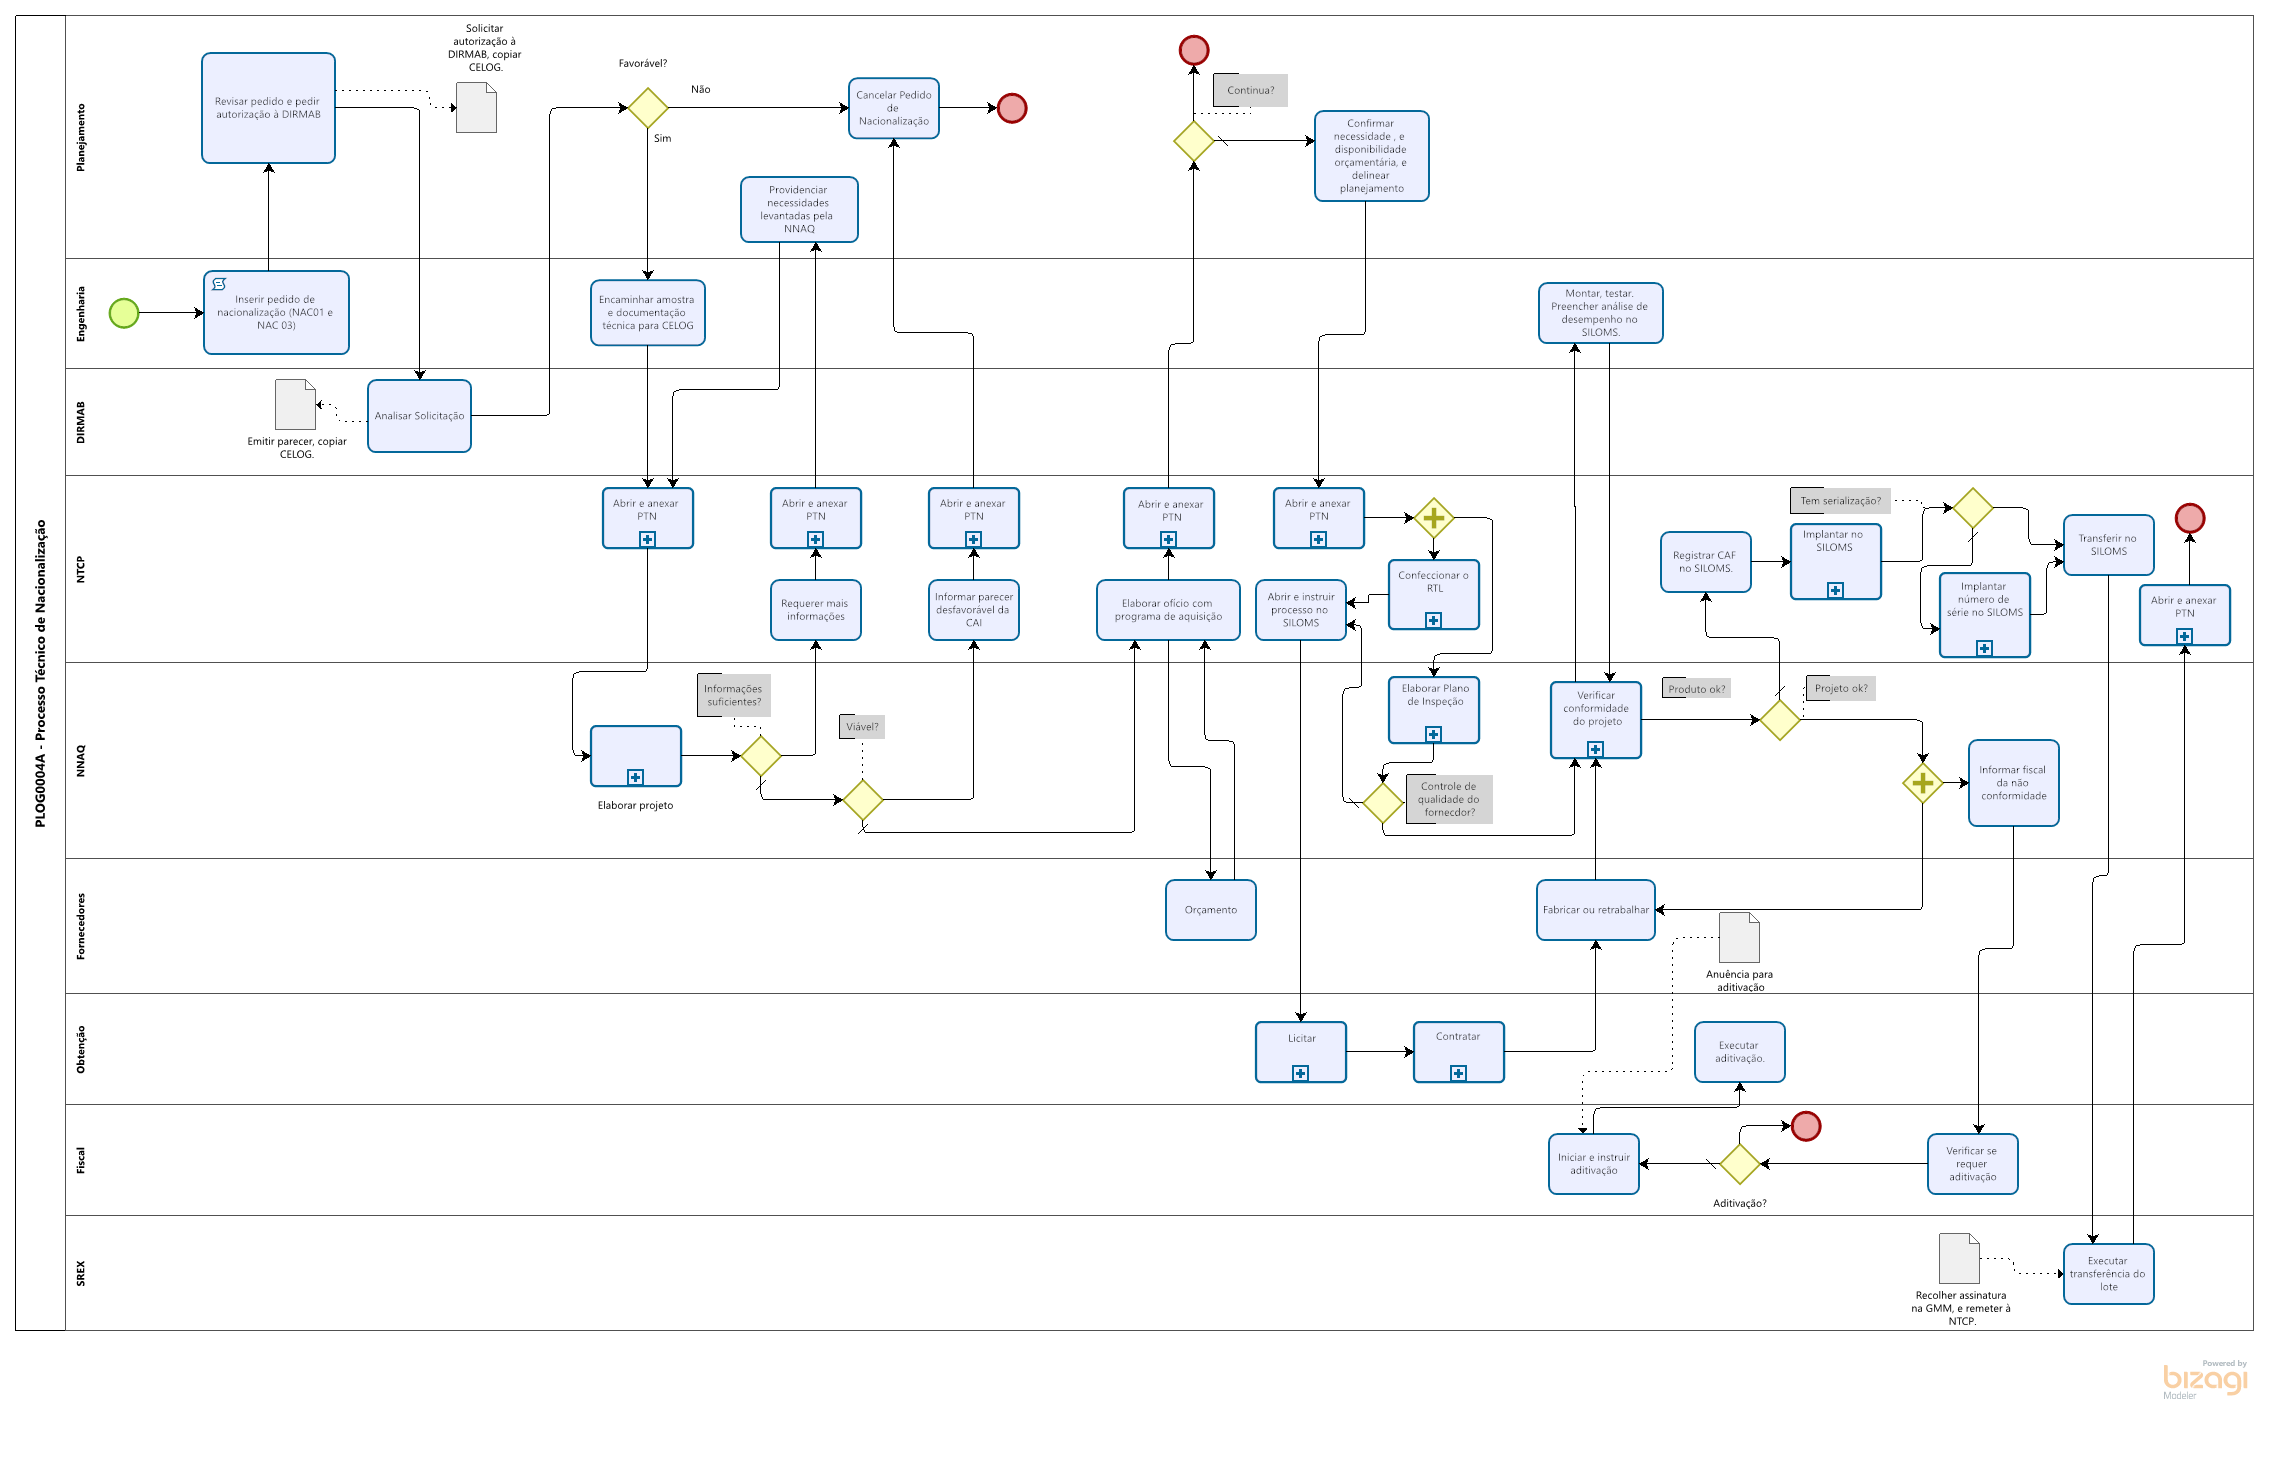 PLOG0004A - Processo Técnico de Nacionalização
Planejamento
Solicitar
autorização à
DIRMAB, copiar
CELOG.
Revisar pedido e pedir
autorização à DIRMAB
Favorável?
Não
Sim
Cancelar Pedido
de
Nacionalização
Providenciar
necessidades
levantadas pela
NNAQ
Continua?
Confirmar
necessidade , e
disponibilidade
orçamentária, e
delinear
planejamento
Engenharia
Inserir pedido de
nacionalização (NAC01 e
NAC 03)
Encaminhar amostra
e documentação
técnica para CELOG
Montar, testar.
Preencher análise de
desempenho no
SILOMS.
DIRMAB
Emitir parecer, copiar
CELOG.
Analisar Solicitação
NTCP
Abrir e anexar
PTN
Abrir e anexar
PTN
Abrir e anexar
PTN
Abrir e anexar
PTN
Abrir e anexar
PTN
Requerer mais
informações
Informar parecer
desfavorável da
CAI
Elaborar ofício com
programa de aquisição
Abrir e instruir
processo no
SILOMS
Confeccionar o
RTL
Registrar CAF
no SILOMS.
Tem serialização?
Implantar no
SILOMS
Implantar
número de
série no SILOMS
Transferir no
SILOMS
Abrir e anexar
PTN
NNAQ
Elaborar projeto
Informações
suficientes?
Viável?
Elaborar Plano
de Inspeção
Controle de
qualidade do
fornecdor?
Verificar
conformidade
do projeto
Produto ok?
Projeto ok?
Informar fiscal
da não
conformidade
Fornecedores
Orçamento
Fabricar ou retrabalhar
Anuência para
aditivação
Obtenção
Licitar
Contratar
Executar
aditivação.
Fiscal
Iniciar e instruir
aditivação
Aditivação?
Verificar se
requer
aditivação
SREX
Recolher assinatura
na GMM, e remeter à
NTCP.
Executar
transferência do
lote
Powered by
bizagi
Modeler